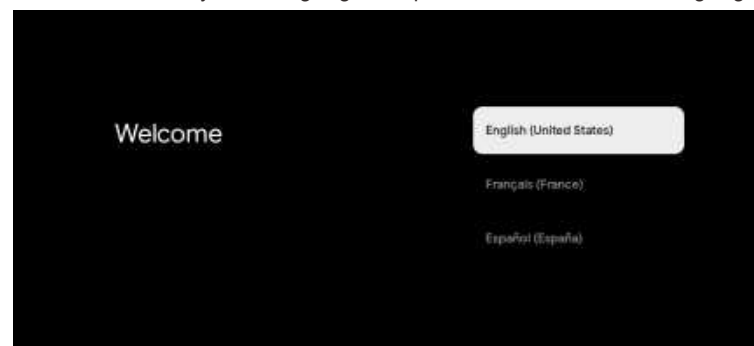 Welcome
English (United States)
Français (France)
Español (España)